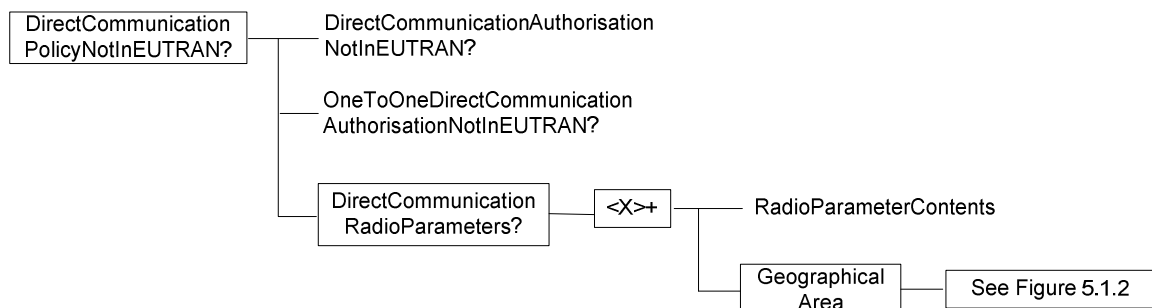 DirectCommunication
PolicyNotInEUTRAN?
DirectCommunicationAuthorisation
NotInEUTRAN?
OneToOneDirectCommunication
AuthorisationNotInEUTRAN?
DirectCommunication
RadioParameters?
<X>+
RadioParameterContents
Geographical
Area
See Figure 5.1.2